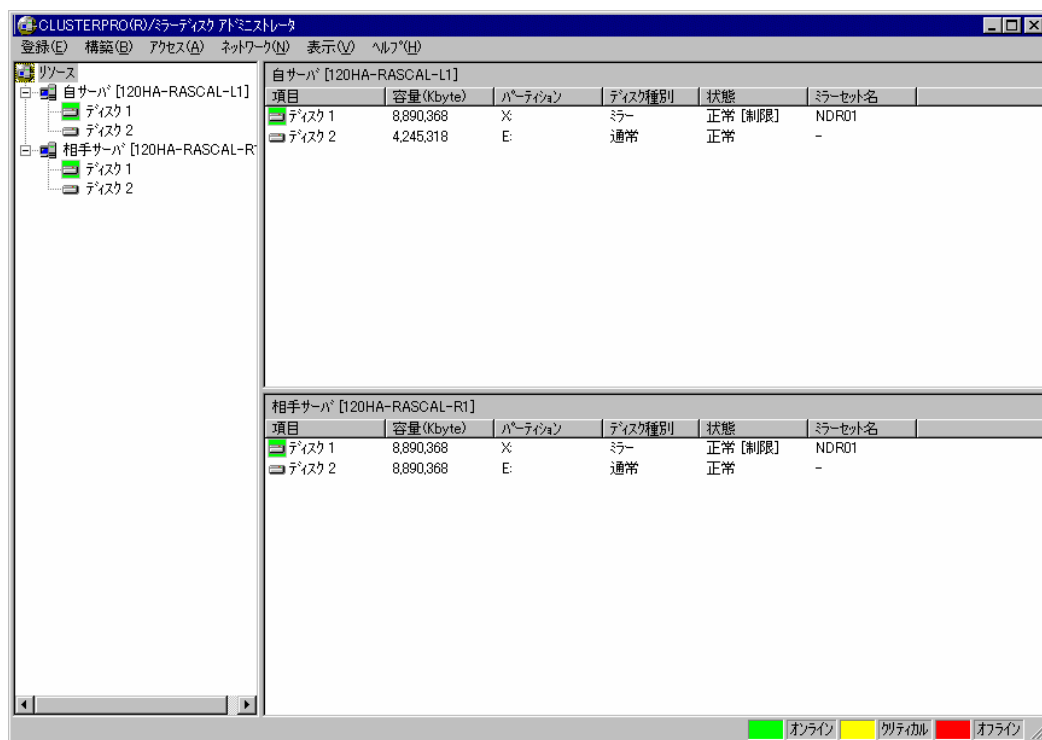 CLUSTERPRO(R)/ﾐﾗｰﾃﾞｨｽｸ ｱﾄﾞﾐﾆｽﾄﾚｰﾀ
登録(E) 構築(B) ｱｸｾｽ(A) ﾈｯﾄﾜｰｸ(N) 表示(V) ﾍﾙﾌﾟ(H)
ﾘｿｰｽ
自ｻｰﾊﾞ [120HA-RASCAL-L1]
ﾃﾞｨｽｸ 1
ﾃﾞｨｽｸ 2
相手ｻｰﾊﾞ [120HA-RASCAL-R
ﾃﾞｨｽｸ 1
ﾃﾞｨｽｸ 2
自ｻｰﾊﾞ [120HA-RASCAL-L1]
項目 容量(Kbyte) ﾊﾟｰﾃｨｼｮﾝ ﾃﾞｨｽｸ種別 状態 ﾐﾗｰｾｯﾄ名
ﾃﾞｨｽｸ 1 8,890,368 X: ﾐﾗｰ 正常 [制限] NDR01
ﾃﾞｨｽｸ 2 4,245,318 E: 通常 正常 -
相手ｻｰﾊﾞ [120HA-RASCAL-R1]
項目 容量(Kbyte) ﾊﾟｰﾃｨｼｮﾝ ﾃﾞｨｽｸ種別 状態 ﾐﾗｰｾｯﾄ名
ﾃﾞｨｽｸ 1 8,890,368 X: ﾐﾗｰ 正常 [制限] NDR01
ﾃﾞｨｽｸ 2 8,890,368 E: 通常 正常 -
ｵﾝﾗｲﾝ ｸﾘﾃｨｶﾙ ｵﾌﾗｲﾝ